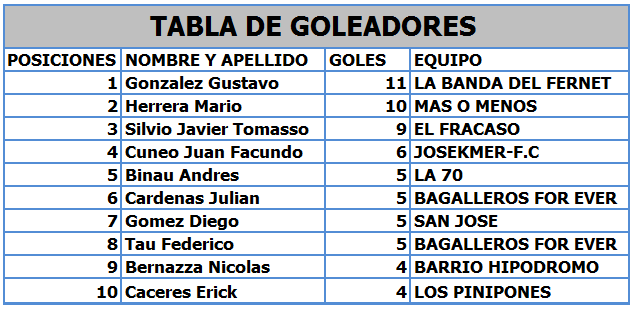 TABLA DE GOLEADORES
POSICIONES NOMBRE Y APELLIDO GOLES EQUIPO
1 Gonzalez Gustavo 11 LA BANDA DEL FERNET
2 Herrera Mario 10 MAS O MENOS
3 Silvio Javier Tomasso 9 EL FRACASO
4 Cuneo Juan Facundo 6 JOSEKMER-F.C
5 Binau Andres 5 LA 70
6 Cardenas Julian 5 BAGALLEROS FOR EVER
7 Gomez Diego 5 SAN JOSE
8 Tau Federico 5 BAGALLEROS FOR EVER
9 Bernazza Nicolas 4 BARRIO HIPODROMO
10 Caceres Erick 4 LOS PINIPONES